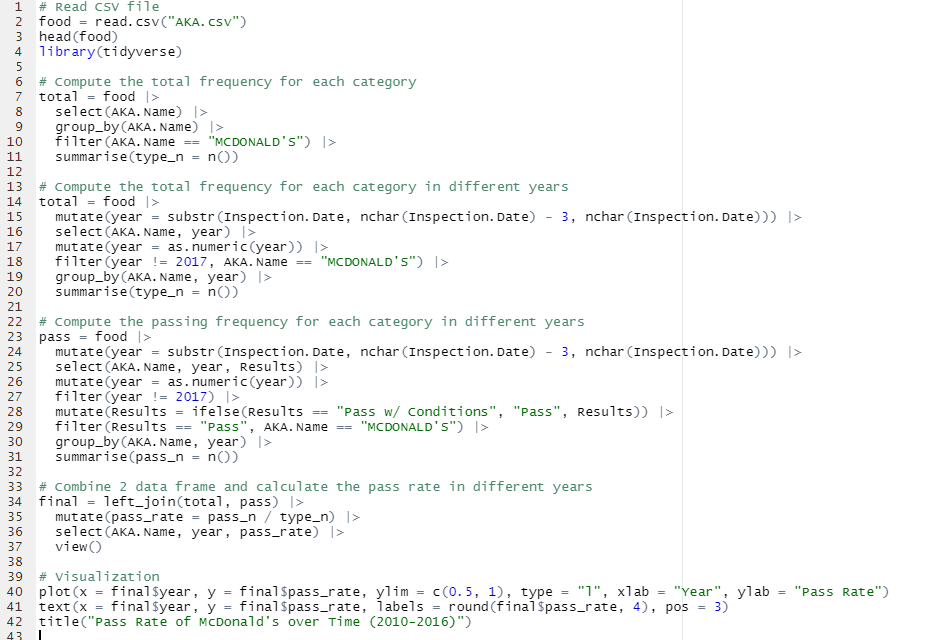 1 # Read CSV file
2 food = read.csv("AKA.csv")
3 head(food)
4 library(tidyverse)
5
6 # Compute the total frequency for each category
7 total = food |>
8   select(AKA.Name) |>
9   group_by(AKA.Name) |>
10   filter(AKA.Name == "MCDONALD'S") |>
11   summarise(type_n = n())
12
13 # Compute the total frequency for each category in different years
14 total = food |>
15   mutate(year = substr(Inspection.Date, nchar(Inspection.Date) - 3, nchar(Inspection.Date))) |>
16   select(AKA.Name, year) |>
17   mutate(year = as.numeric(year)) |>
18   filter(year != 2017, AKA.Name == "MCDONALD'S") |>
19   group_by(AKA.Name, year) |>
20   summarise(type_n = n())
21
22 # Compute the passing frequency for each category in different years
23 pass = food |>
24   mutate(year = substr(Inspection.Date, nchar(Inspection.Date) - 3, nchar(Inspection.Date))) |>
25   select(AKA.Name, year, Results) |>
26   mutate(year = as.numeric(year)) |>
27   filter(year != 2017) |>
28   mutate(Results = ifelse(Results == "Pass w/ Conditions", "Pass", Results)) |>
29   filter(Results == "Pass", AKA.Name == "MCDONALD'S") |>
30   group_by(AKA.Name, year) |>
31   summarise(pass_n = n())
32
33 # Combine 2 data frame and calculate the pass rate in different years
34 final = left_join(total, pass) |>
35   mutate(pass_rate = pass_n / type_n) |>
36   select(AKA.Name, year, pass_rate) |>
37   view()
38
39 # Visualization
40 plot(x = final$year, y = final$pass_rate, ylim = c(0.5, 1), type = "l", xlab = "Year", ylab = "Pass Rate")
41 text(x = final$year, y = final$pass_rate, labels = round(final$pass_rate, 4), pos = 3)
42 title("Pass Rate of McDonald's over Time (2010-2016)")
43